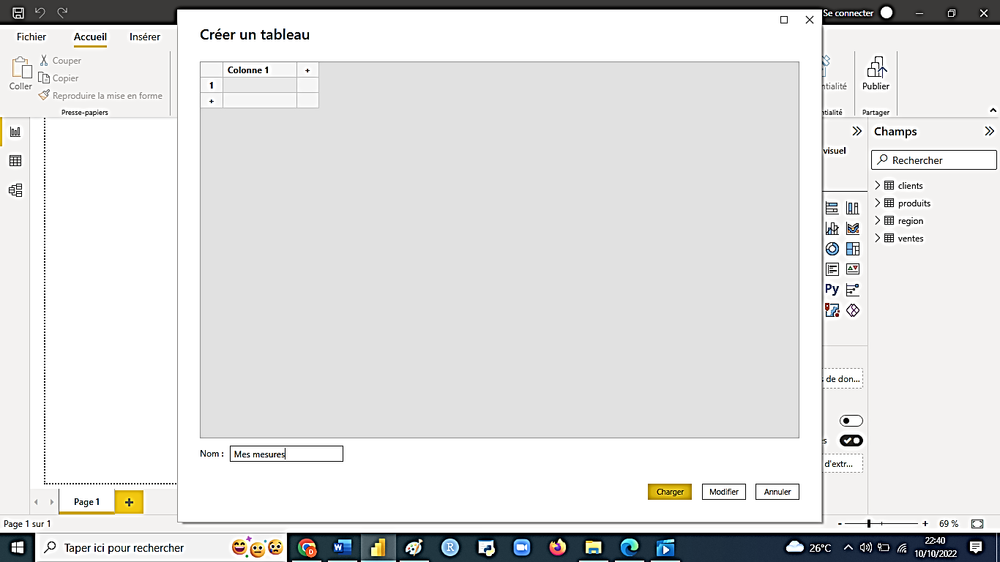 Se connecter
Créer un tableau
Fichier
Accueil
Insérer
Coller
Couper
Copier
Reproduire la mise en forme
Presse-papiers
Colonne 1
+
1
+
ntialité
Publier
ntialité
Partager
Champs
visuel
Rechercher
clients
produits
region
ventes
Py
s de don...
es
d'extr...
Nom :
Mes mesures
Charger
Modifier
Annuler
Page 1
+
Page 1 sur 1
-
+
69 %
Taper ici pour rechercher
D
W
R
26°C
22:40
10/10/2022